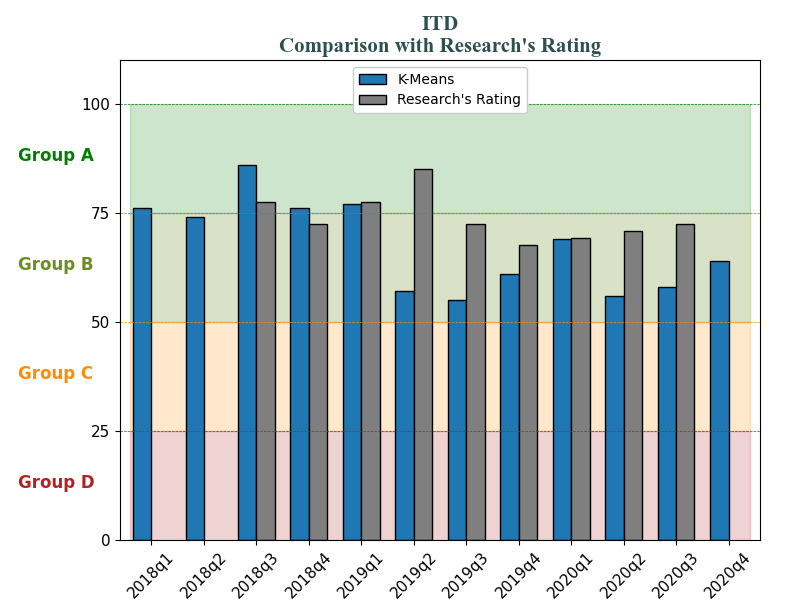 ITD
Comparison with Research's Rating
K-Means
Research's Rating
100
Group A
75
Group B
50
Group C
25
Group D
0
2018q1
2018q2
2018q3
2018q4
2019q1
2019q2
2019q3
2019q4
2020q1
2020q2
2020q3
2020q4